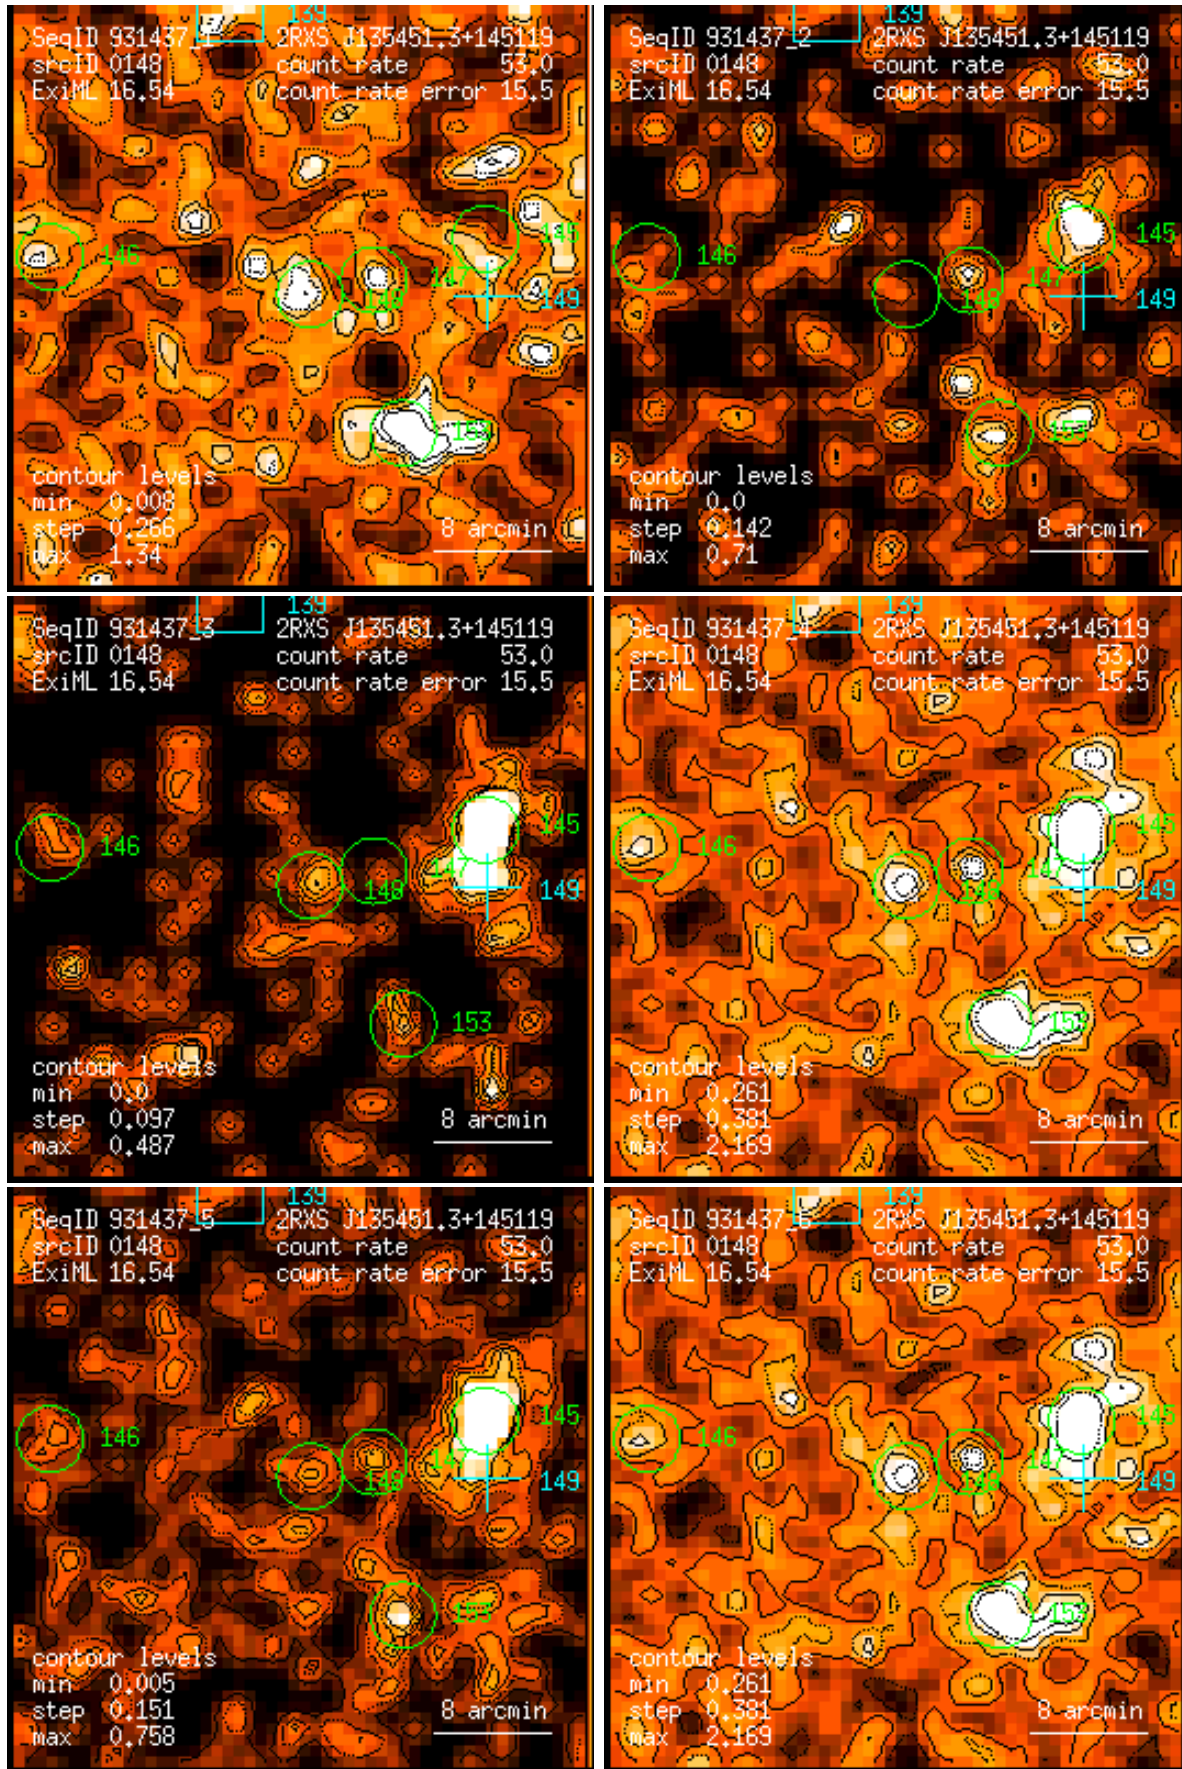 139
SeqID 931437_1 2RXS J135451.3+145119
srcID 0148 count rate 53.0
ExiML 16.54 count rate error 15.5
145
146
147
148
149
153
contour levels
min 0.008
step 0.266
max 1.34
8 arcmin
139
SeqID 931437_2 2RXS J135451.3+145119
srcID 0148 count rate 53.0
ExiML 16.54 count rate error 15.5
145
146
147
148
149
153
contour levels
min 0.0
step 0.142
max 0.71
8 arcmin
139
SeqID 931437_3 2RXS J135451.3+145119
srcID 0148 count rate 53.0
ExiML 16.54 count rate error 15.5
145
146
147
148
149
153
contour levels
min 0.0
step 0.097
max 0.487
8 arcmin
139
SeqID 931437_4 2RXS J135451.3+145119
srcID 0148 count rate 53.0
ExiML 16.54 count rate error 15.5
145
146
147
148
149
153
contour levels
min 0.261
step 0.381
max 2.169
8 arcmin
139
SeqID 931437_5 2RXS J135451.3+145119
srcID 0148 count rate 53.0
ExiML 16.54 count rate error 15.5
145
146
147
148
149
153
contour levels
min 0.005
step 0.151
max 0.758
8 arcmin
139
SeqID 931437_6 2RXS J135451.3+145119
srcID 0148 count rate 53.0
ExiML 16.54 count rate error 15.5
145
146
147
148
149
153
contour levels
min 0.261
step 0.381
max 2.169
8 arcmin